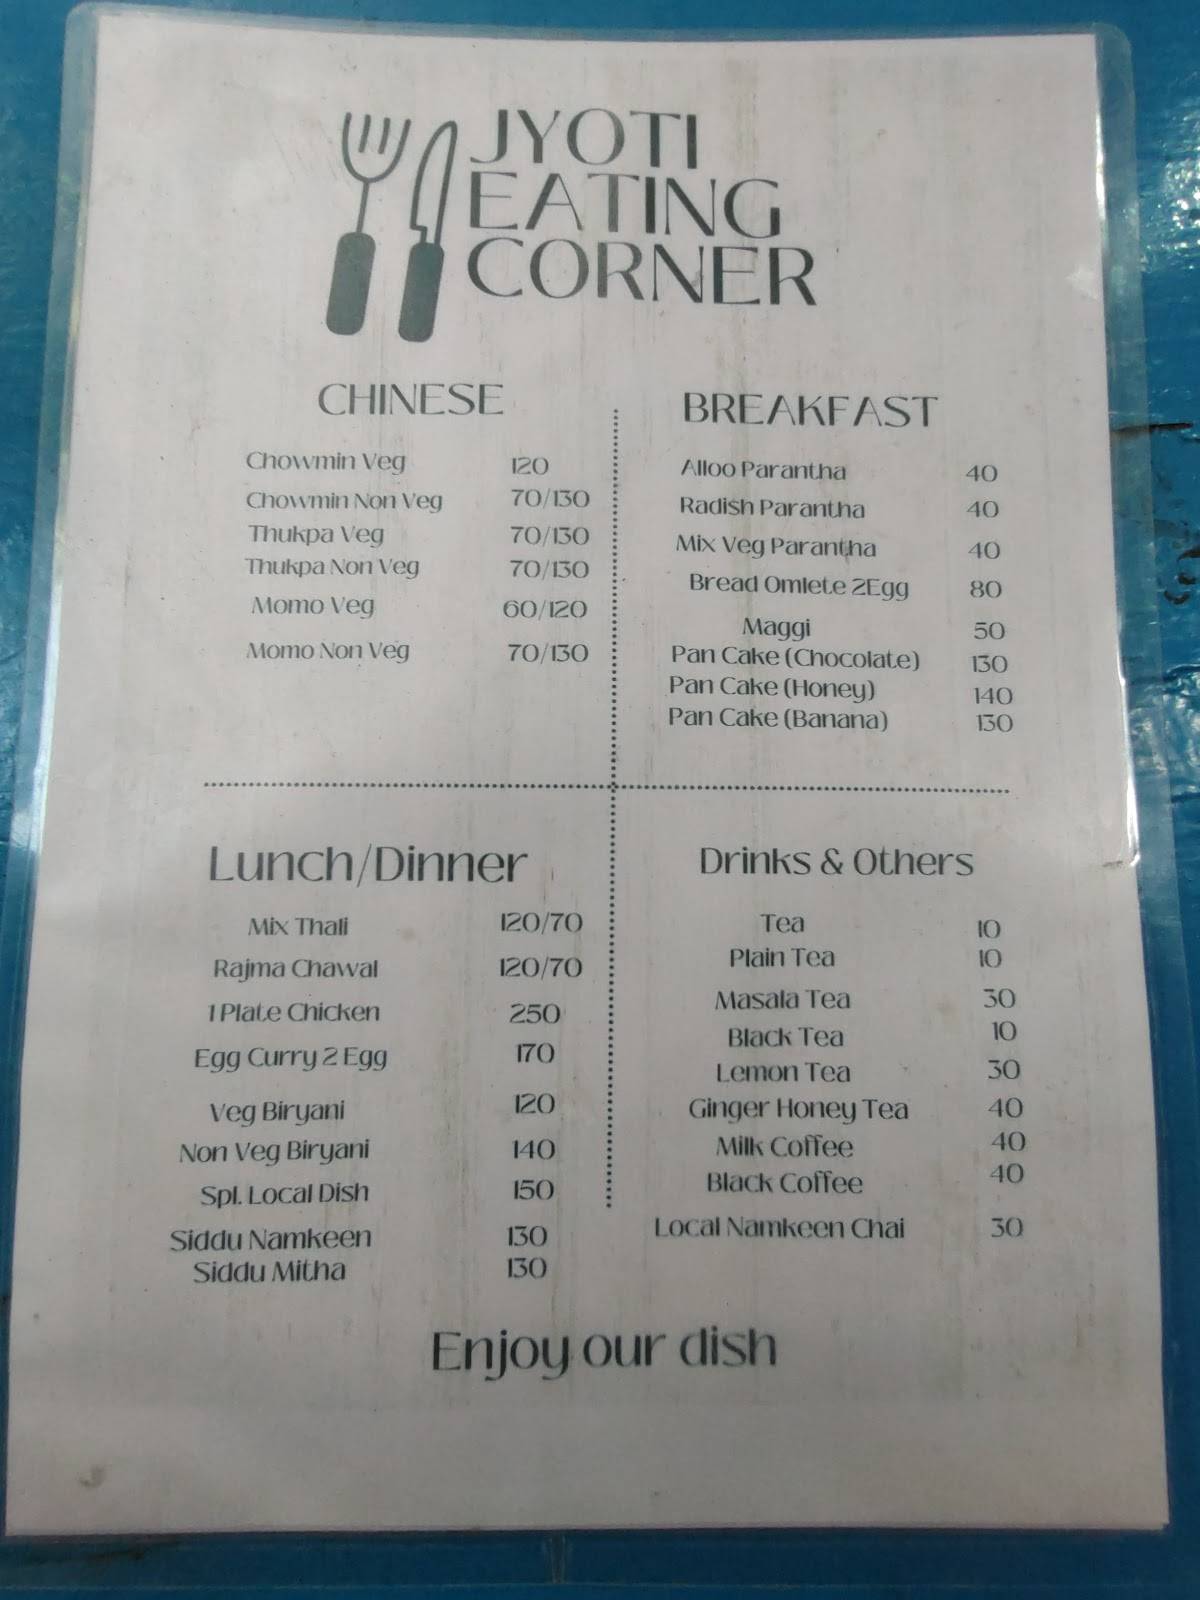 JYOTI
EATING
CORNER
CHINESE
Chowmin Veg 120
Chowmin Non Veg 70/130
Thukpa Veg 70/130
Thukpa Non Veg 70/130
Momo Veg 60/120
Momo Non Veg 70/130
BREAKFAST
Alloo Parantha 40
Radish Parantha 40
Mix Veg Parantha 40
Bread Omlete 2Egg 80
Maggi 50
Pan Cake (Chocolate) 130
Pan Cake (Honey) 140
Pan Cake (Banana) 130
Lunch/Dinner
Mix Thali 120/70
Rajma Chawal 120/70
1 Plate Chicken 250
Egg Curry 2 Egg 170
Veg Biryani 120
Non Veg Biryani 140
Spl. Local Dish 150
Siddu Namkeen 130
Siddu Mitha 130
Drinks & Others
Tea 10
Plain Tea 10
Masala Tea 30
Black Tea 10
Lemon Tea 30
Ginger Honey Tea 40
Milk Coffee 40
Black Coffee 40
Local Namkeen Chai 30
Enjoy our dish